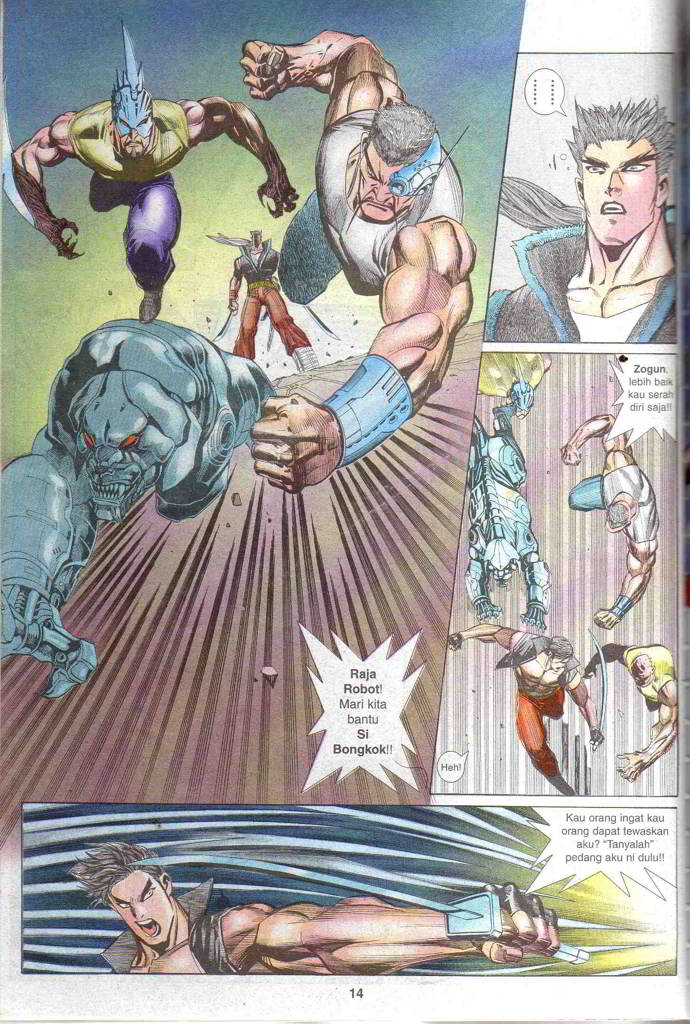 Raja
Robot!
Mari kita
bantu
Si
Bongkok!!
Zogun,
lebih baik
kau serah
diri saja!!
Heh!
Kau orang ingat kau
orang dapat tewaskan
aku? “Tanyalah”
pedang aku ni dulu!!
14